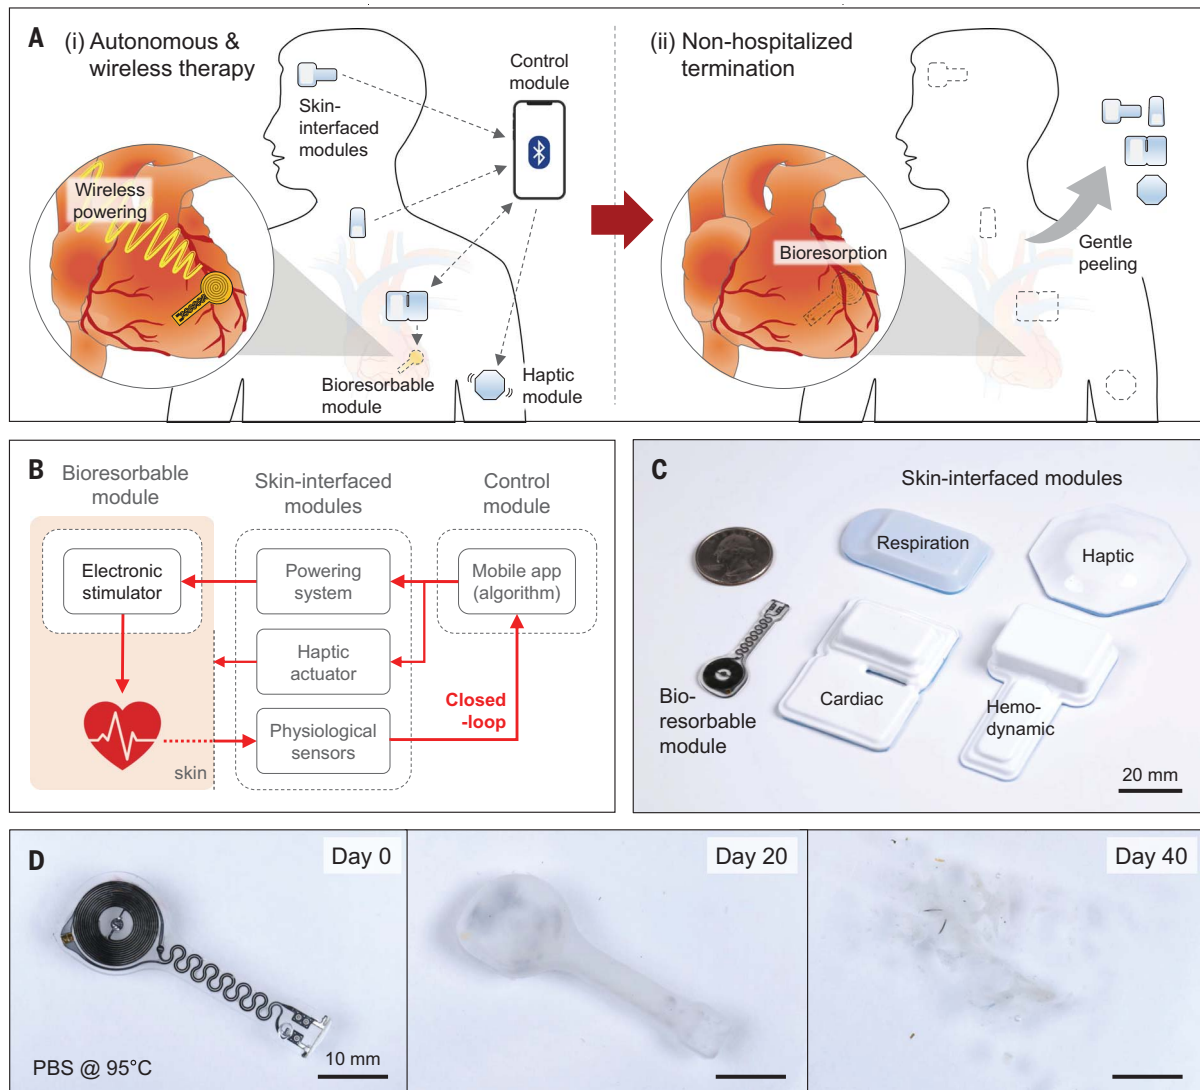 A
(i) Autonomous &
wireless therapy
Control
module
Skin-
interfaced
modules
Wireless
powering
Bioresorbable
module
Haptic
module
(ii) Non-hospitalized
termination
Bioresorption
Gentle
peeling
B
Bioresorbable
module
Skin-interfaced
modules
Control
module
Electronic
stimulator
Powering
system
Mobile app
(algorithm)
Haptic
actuator
Closed
-loop
Physiological
sensors
skin
C
Skin-interfaced modules
Respiration
Haptic
Bio-
resorbable
module
Cardiac
Hemo-
dynamic
20 mm
D
Day 0
PBS @ 95°C
10 mm
Day 20
Day 40